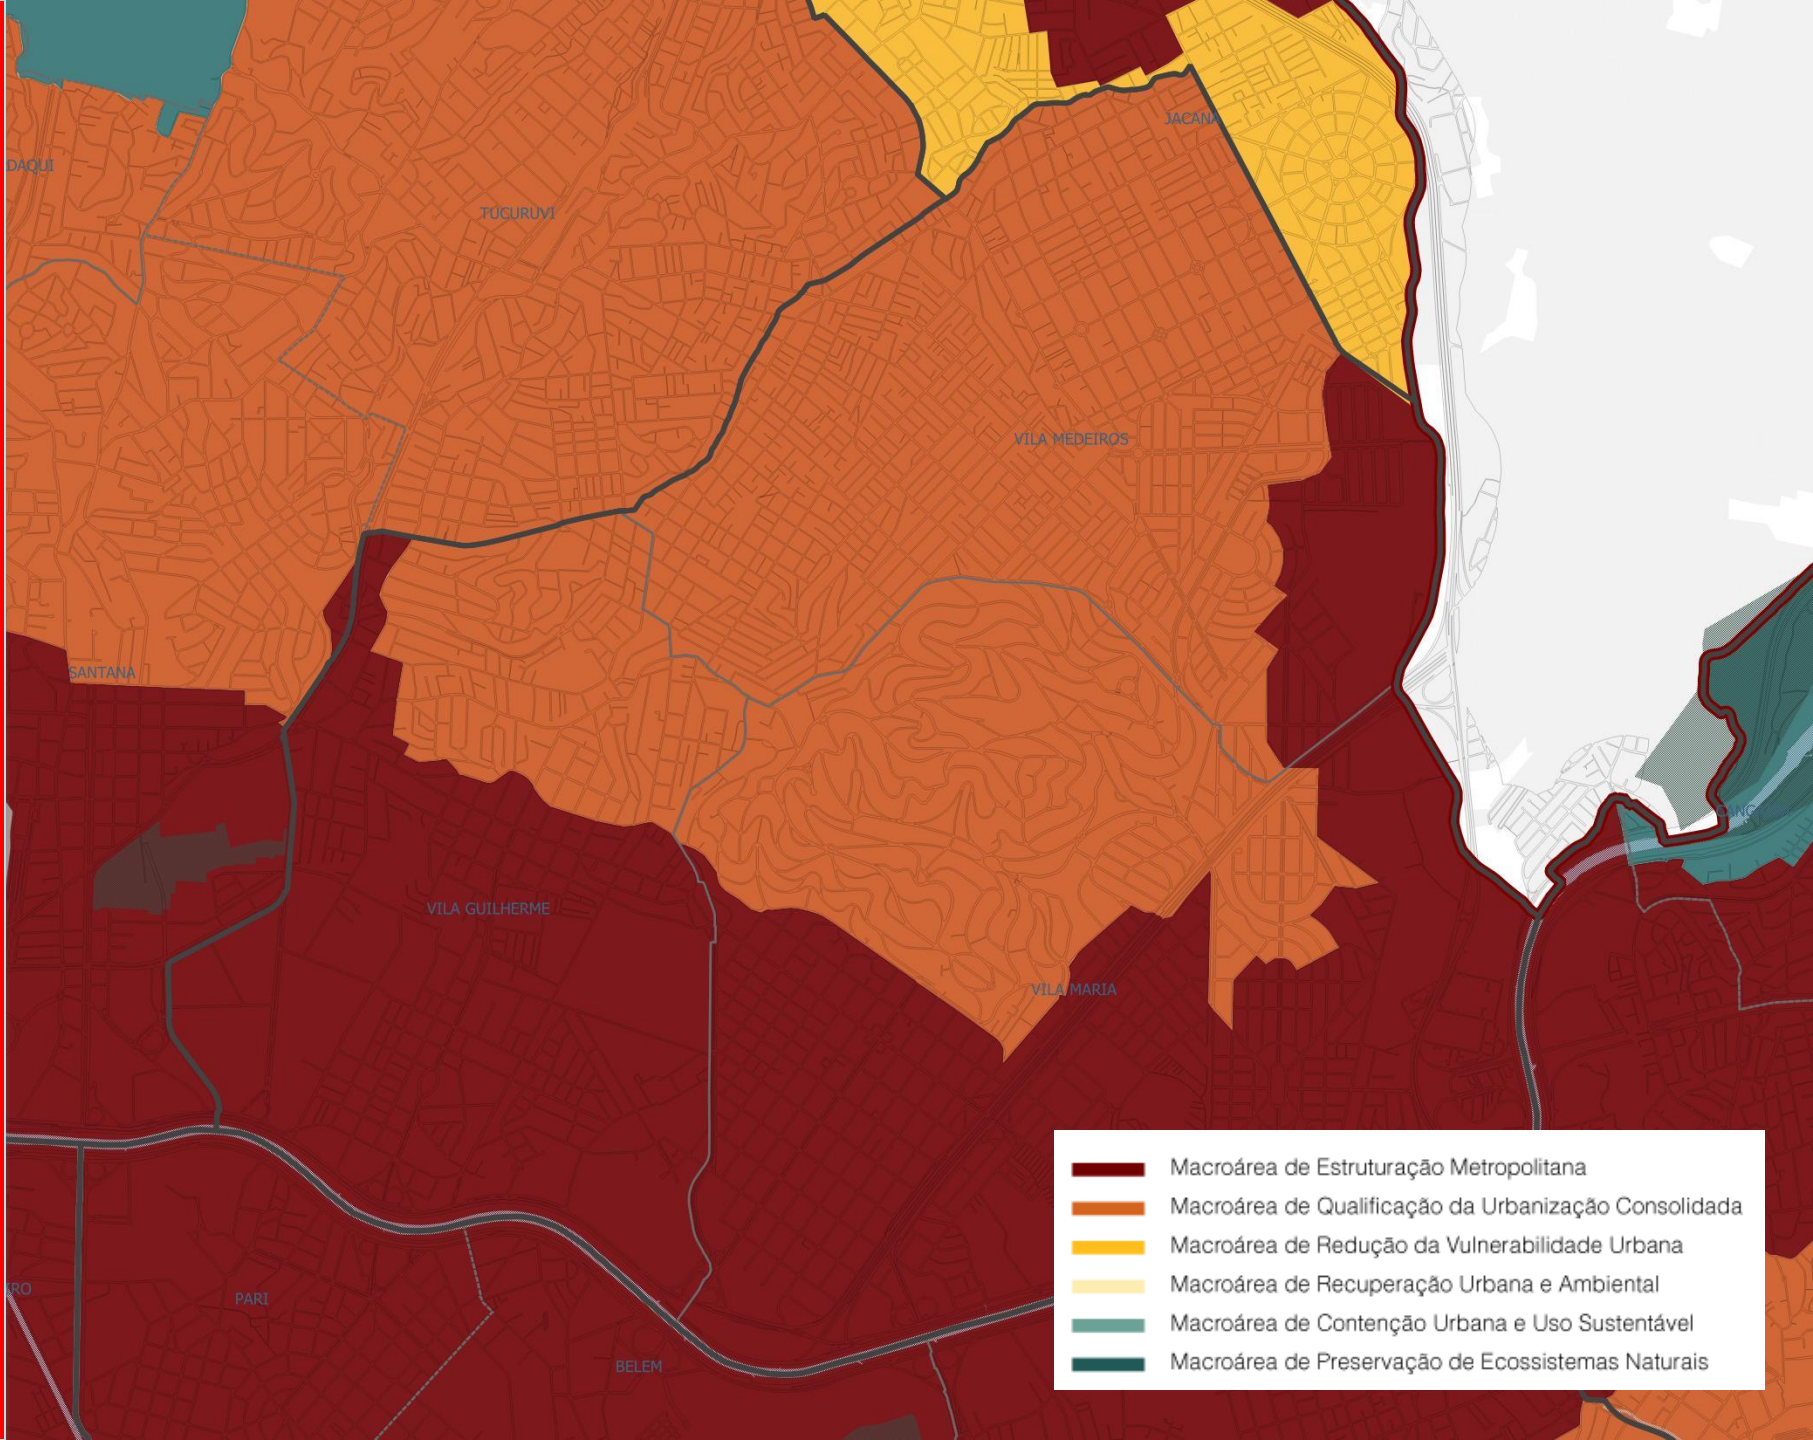 JACANA
DAQUI
TUCURUVI
VILA MEDEIROS
SANTANA
VILA GUILHERME
VILA MARIA
Macroárea de Estruturação Metropolitana
Macroárea de Qualificação da Urbanização Consolidada
Macroárea de Redução da Vulnerabilidade Urbana
Macroárea de Recuperação Urbana e Ambiental
Macroárea de Contenção Urbana e Uso Sustentável
Macroárea de Preservação de Ecossistemas Naturais
IRO
PARI
BELEM